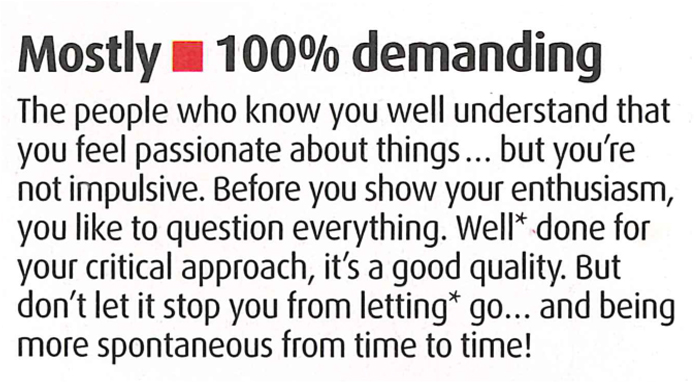 Mostly ■ 100% demanding
The people who know you well understand that
you feel passionate about things... but you're
not impulsive. Before you show your enthusiasm,
you like to question everything. Well* done for
your critical approach, it's a good quality. But
don't let it stop you from letting* go... and being
more spontaneous from time to time!